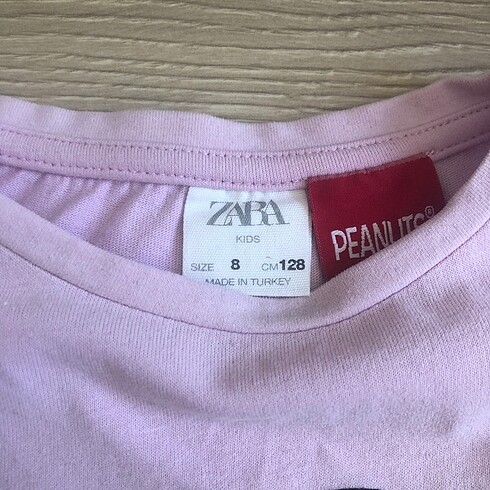 ZARA
KIDS
SIZE 8 CM 128
MADE IN TURKEY
PEANUTS®